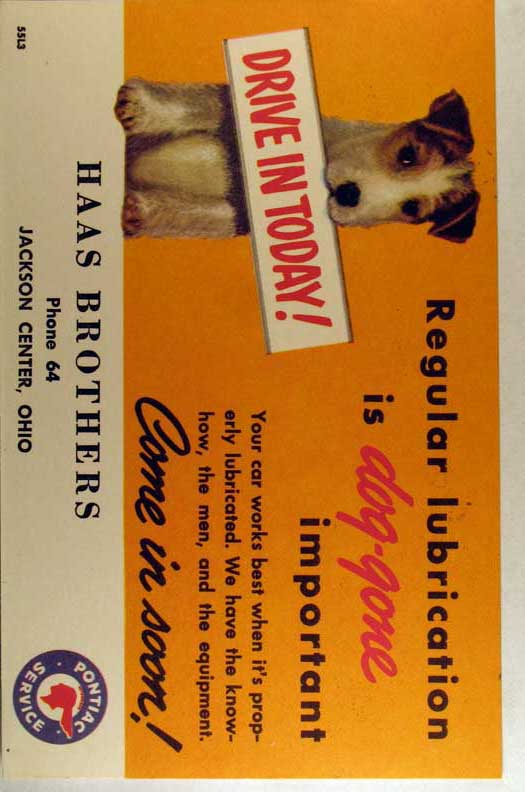 Regular lubrication
is dog-gone
important
DRIVE IN TODAY!
Your car works best when it's prop-
erly lubricated. We have the know-
how, the men, and the equipment.
Come in soon!
HAAS BROTHERS
Phone 64
JACKSON CENTER, OHIO
PONTIAC
SERVICE
55L3